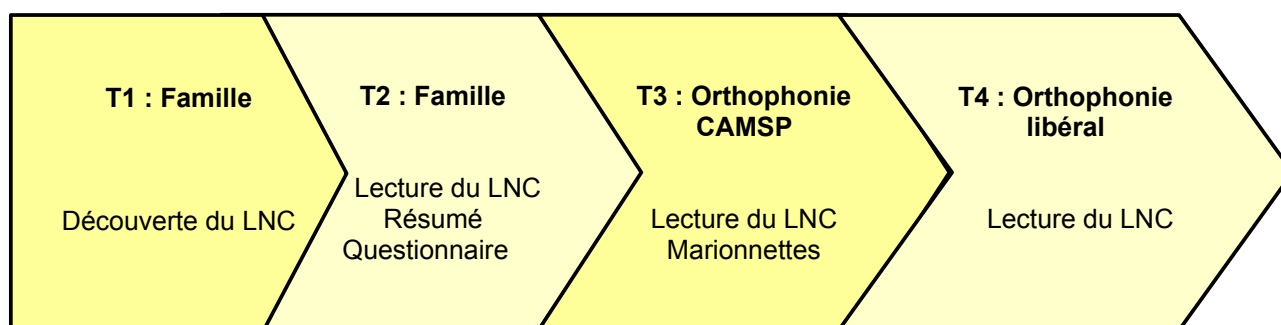 T1 : Famille
Découverte du LNC
T2 : Famille
Lecture du LNC
Résumé
Questionnaire
T3 : Orthophonie
CAMSP
Lecture du LNC
Marionnettes
T4 : Orthophonie
libéral
Lecture du LNC